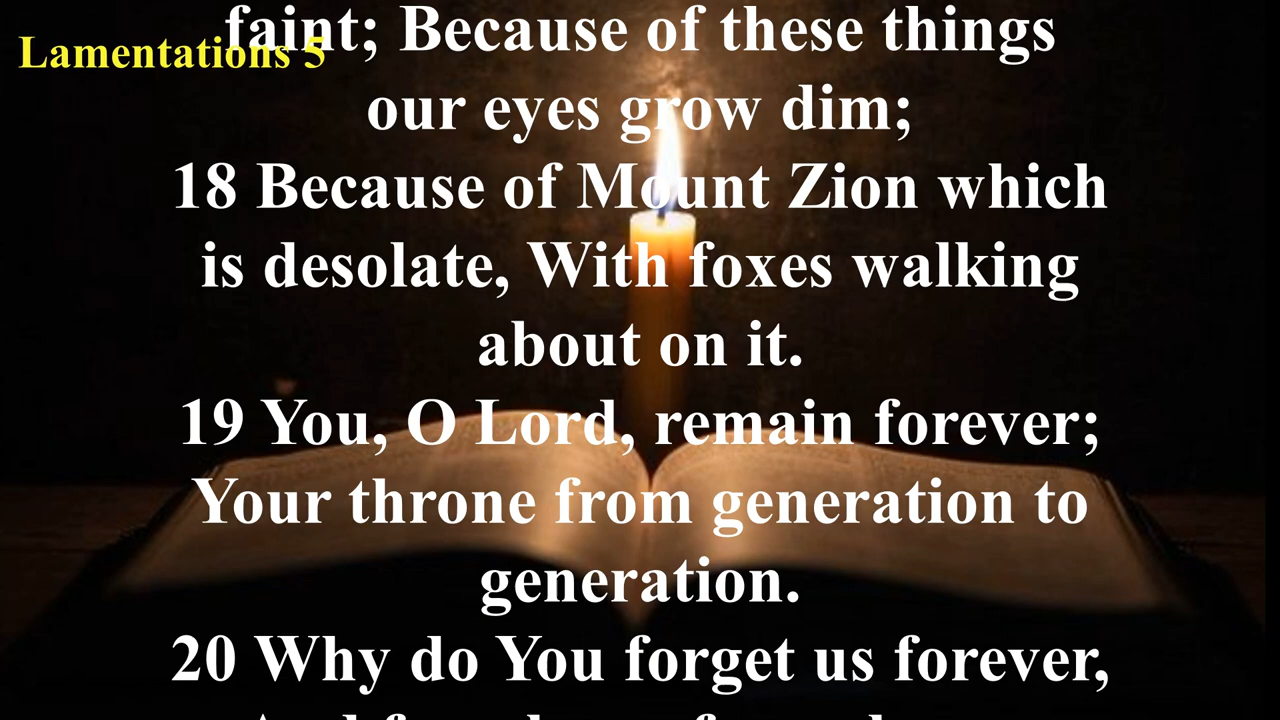 Lamentations 5
faint; Because of these things
our eyes grow dim;
18 Because of Mount Zion which
is desolate, With foxes walking
about on it.
19 You, O Lord, remain forever;
Your throne from generation to
generation.
20 Why do You forget us forever,